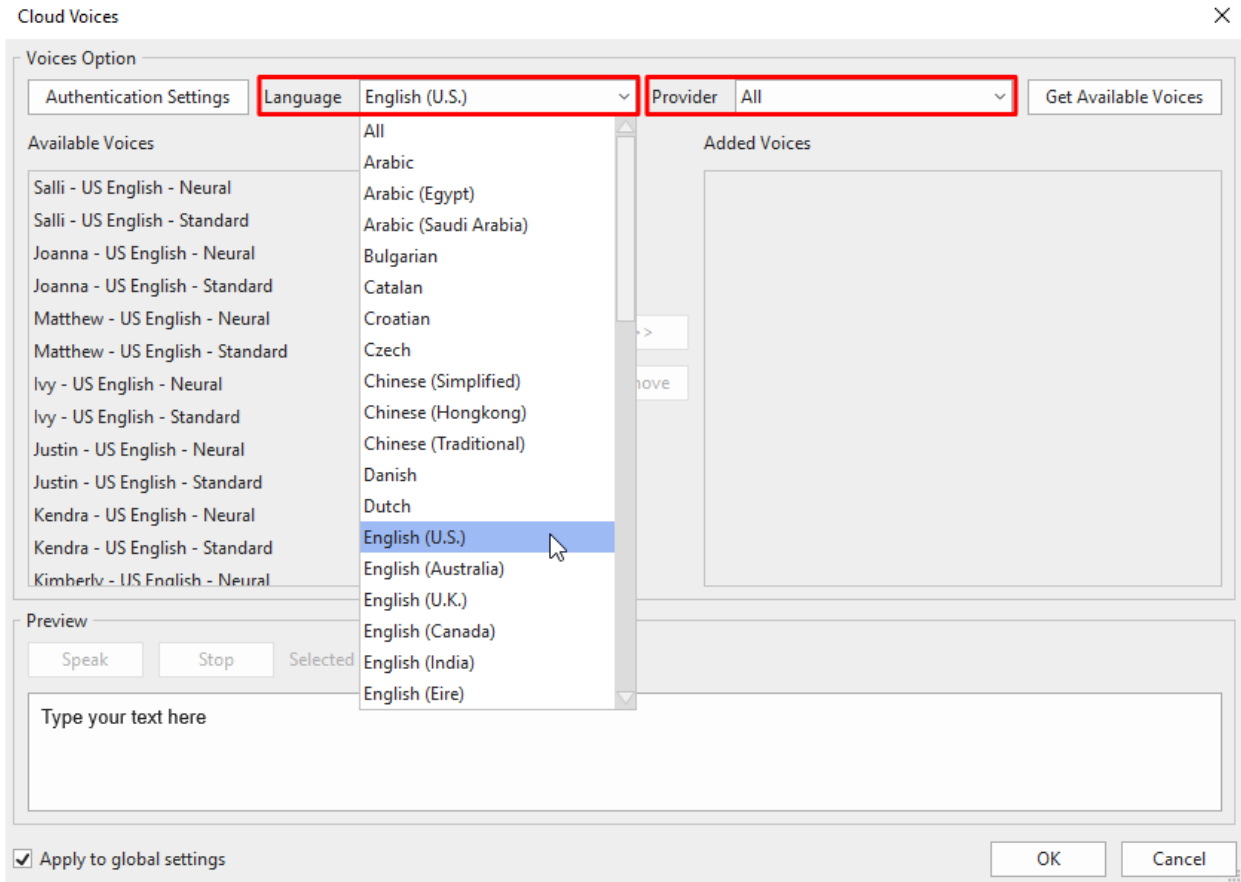 Cloud Voices
Voices Option
Authentication Settings
Language
English (U.S.)
Provider
All
Get Available Voices
Available Voices
Salli - US English - Neural
Salli - US English - Standard
Joanna - US English - Neural
Joanna - US English - Standard
Matthew - US English - Neural
Matthew - US English - Standard
Ivy - US English - Neural
Ivy - US English - Standard
Justin - US English - Neural
Justin - US English - Standard
Kendra - US English - Neural
Kendra - US English - Standard
Kimberly - US English - Neural
All
Arabic
Arabic (Egypt)
Arabic (Saudi Arabia)
Bulgarian
Catalan
Croatian
Czech
Chinese (Simplified)
Chinese (Hongkong)
Chinese (Traditional)
Danish
Dutch
English (U.S.)
English (Australia)
English (U.K.)
English (Canada)
English (India)
English (Eire)
Added Voices
Preview
Speak
Stop
Selected
Type your text here
Apply to global settings
OK
Cancel